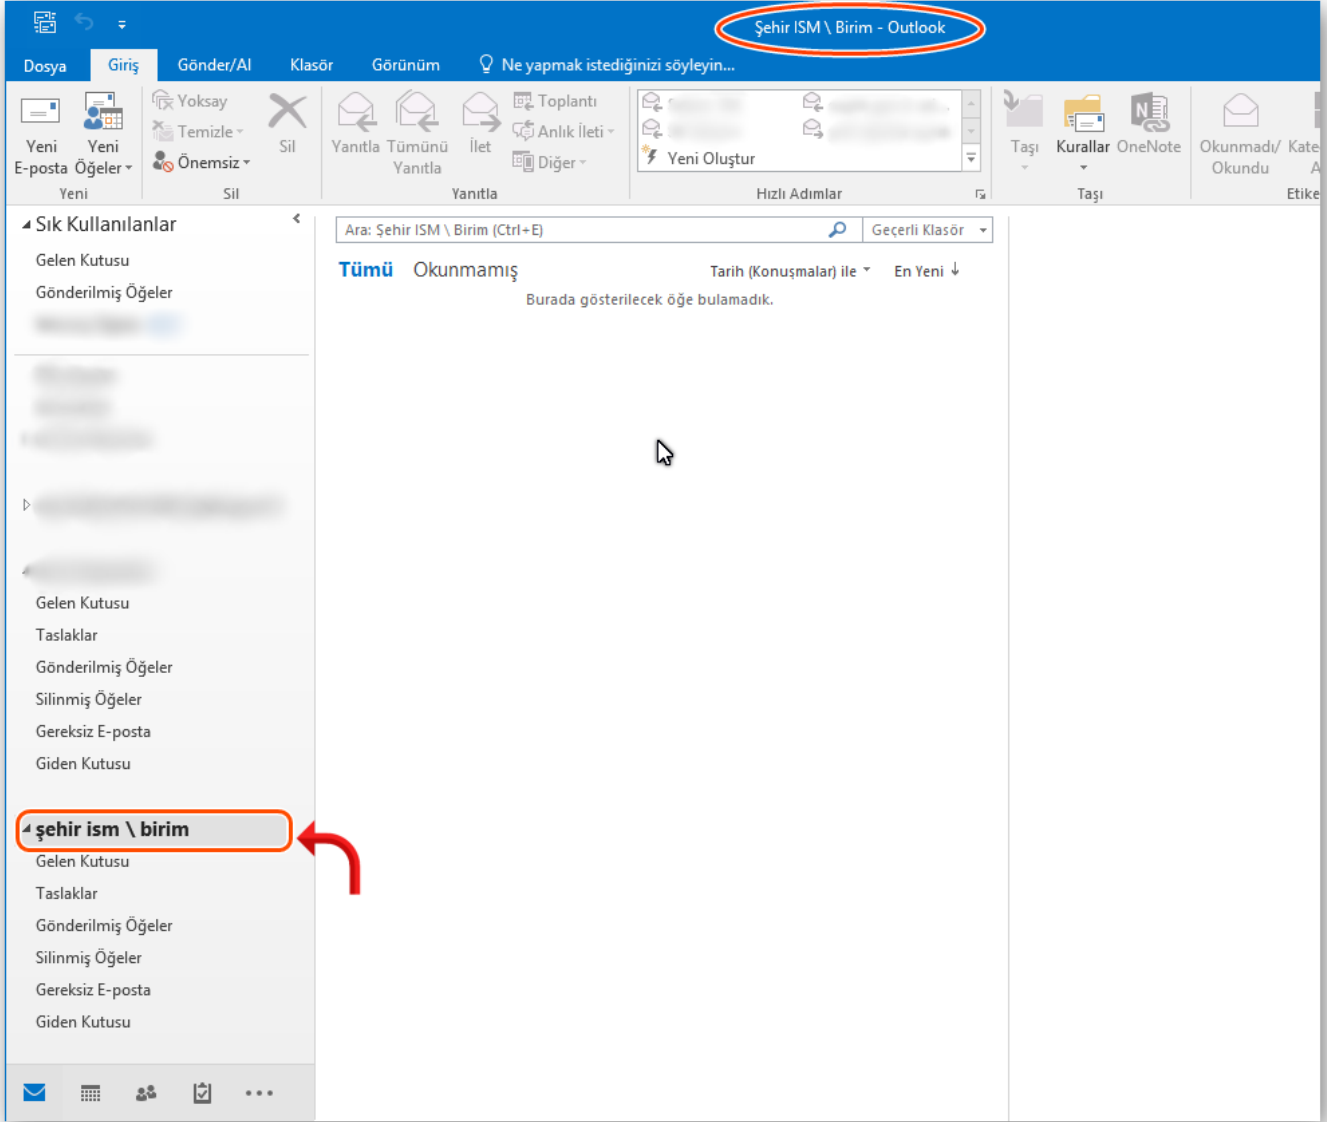 Şehir ISM \ Birim - Outlook
Dosya Giriş Gönder/Al Klasör Görünüm Ne yapmak istediğinizi söyleyin...
Yeni E-posta
Yeni Öğeler
Yeni
Yoksay
Temizle
Önemsiz
Sil
Sil
Yanıtla
Tümünü Yanıtla
İlet
Toplantı
Anlık İleti
Diğer
Yanıtla
Yeni Oluştur
Hızlı Adımlar
Taşı
Kurallar
OneNote
Taşı
Okunmadı/
Okundu
Kate
A
Etike
Sık Kullanılanlar
Gelen Kutusu
Gönderilmiş Öğeler
Gelen Kutusu
Taslaklar
Gönderilmiş Öğeler
Silinmiş Öğeler
Gereksiz E-posta
Giden Kutusu
şehir ism \ birim
Gelen Kutusu
Taslaklar
Gönderilmiş Öğeler
Silinmiş Öğeler
Gereksiz E-posta
Giden Kutusu
Ara: Şehir ISM \ Birim (Ctrl+E) Geçerli Klasör
Tümü Okunmamış Tarih (Konuşmalar) ile En Yeni ↓
Burada gösterilecek öğe bulamadık.